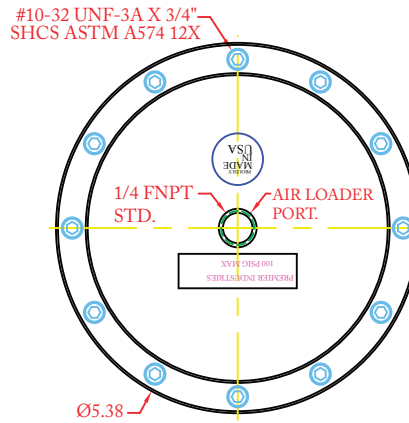 #10-32 UNF-3A X 3/4"
SHCS ASTM A574 12X
PROUDLY
MADE
IN
USA
1/4 FNPT
STD.
AIR LOADER
PORT.
PREMIER INDUSTRIES
100 PSIG MAX
Ø5.38